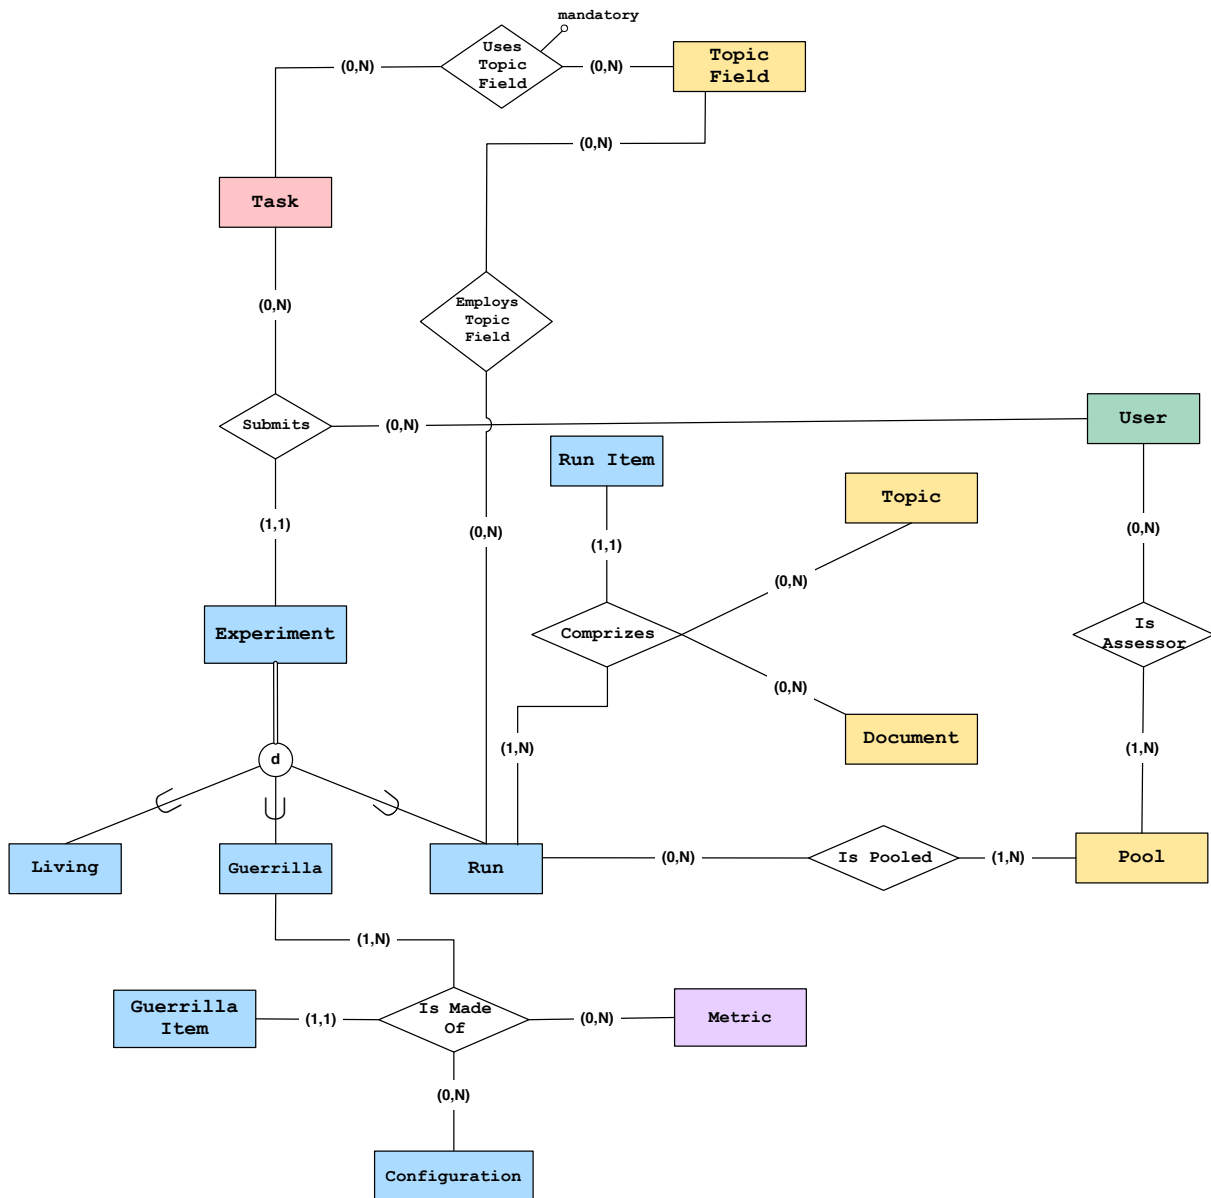 mandatory
Uses
Topic
Field
(0,N)
(0,N)
Topic
Field
(0,N)
Task
(0,N)
Employs
Topic
Field
Submits
(0,N)
User
Run Item
Topic
(1,1)
(0,N)
(1,1)
(0,N)
(0,N)
Experiment
Comprizes
Is
Assessor
(0,N)
Document
(1,N)
(1,N)
d
Living
Guerrilla
Run
(0,N)
Is Pooled
(1,N)
Pool
(1,N)
Guerrilla
Item
(1,1)
Is Made
Of
(0,N)
Metric
(0,N)
Configuration